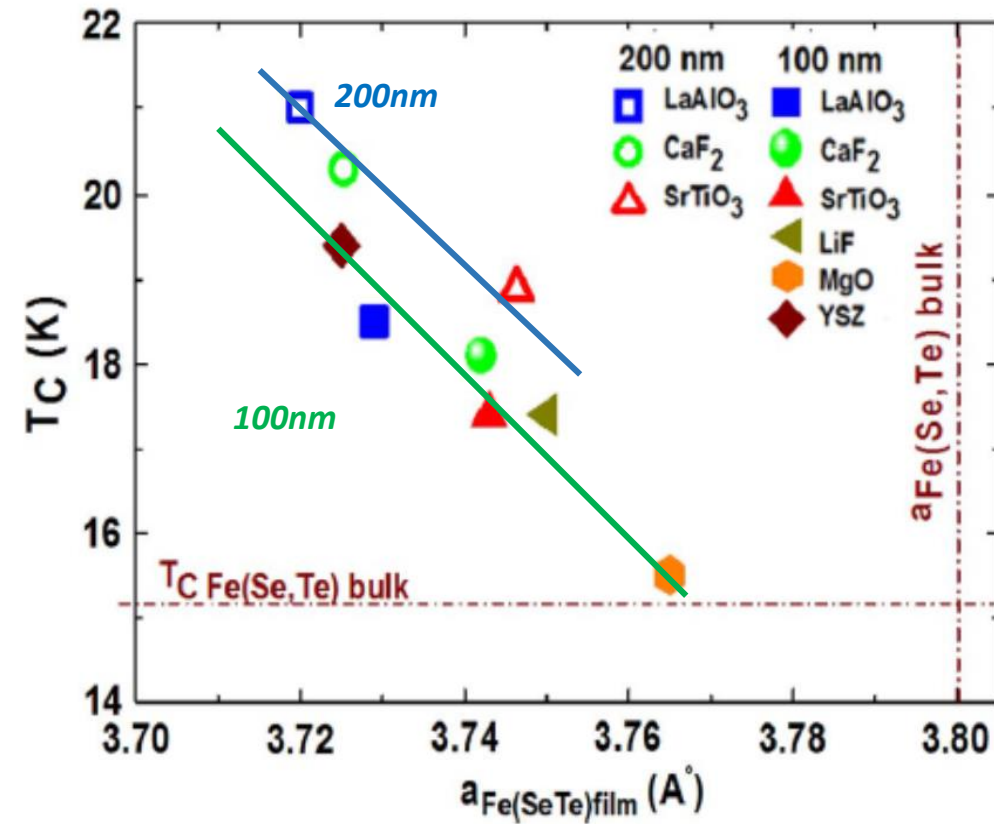 22
20
18
16
14
T_C (K)
200nm
100nm
200 nm
LaAlO₃
CaF₂
SrTiO₃
100 nm
LaAlO₃
CaF₂
SrTiO₃
LiF
MgO
YSZ
a_Fe(Se,Te) bulk
T_C Fe(Se,Te) bulk
3.70 3.72 3.74 3.76 3.78 3.80
a_Fe(SeTe)film (A°)